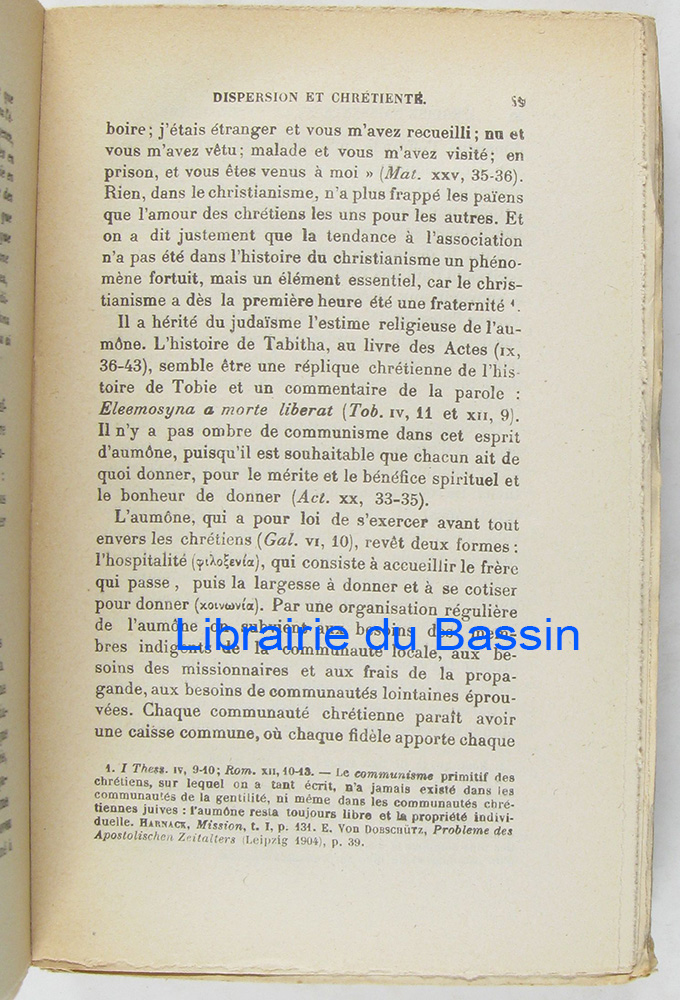 DISPERSION ET CHRÉTIENTÉ.
boire ; j'étais étranger et vous m'avez recueilli ; nu et
vous m'avez vêtu ; malade et vous m'avez visité ; en
prison, et vous êtes venus à moi » (Mat. xxv, 35-36).
Rien, dans le christianisme, n'a plus frappé les païens
que l'amour des chrétiens les uns pour les autres. Et
on a dit justement que la tendance à l'association
n'a pas été dans l'histoire du christianisme un phéno-
mène fortuit, mais un élément essentiel, car le chris-
tianisme a dès la première heure été une fraternité ¹.
Il a hérité du judaïsme l'estime religieuse de l'au-
mône. L'histoire de Tabitha, au livre des Actes (ix,
36-43), semble être une réplique chrétienne de l'his-
toire de Tobie et un commentaire de la parole :
Eleemosyna a morte liberat (Tob. iv, 11 et xii, 9).
Il n'y a pas ombre de communisme dans cet esprit
d'aumône, puisqu'il est souhaitable que chacun ait de
quoi donner, pour le mérite et le bénéfice spirituel et
le bonheur de donner (Act. xx, 33-35).
L'aumône, qui a pour loi de s'exercer avant tout
envers les chrétiens (Gal. vi, 10), revêt deux formes :
l'hospitalité (φιλοξενία), qui consiste à accueillir le frère
qui passe, puis la largesse à donner et à se cotiser
pour donner (κοινωνία). Par une organisation régulière
de l'aumône on subvient aux besoins des mem-
bres indigents de la communauté locale, aux be-
soins des missionnaires et aux frais de la propa-
gande, aux besoins de communautés lointaines éprou-
vées. Chaque communauté chrétienne paraît avoir
une caisse commune, où chaque fidèle apporte chaque
1. I Thess. iv, 9-10 ; Rom. xii, 10-13. — Le communisme primitif des
chrétiens, sur lequel on a tant écrit, n'a jamais existé dans les
communautés de la gentilité, ni même dans les communautés chré-
tiennes juives : l'aumône resta toujours libre et la propriété indivi-
duelle. Harnack, Mission, t. I, p. 131. E. Von Dobschütz, Probleme des
Apostolischen Zeitalters (Leipzig 1904), p. 39.
Librairie du Bassin